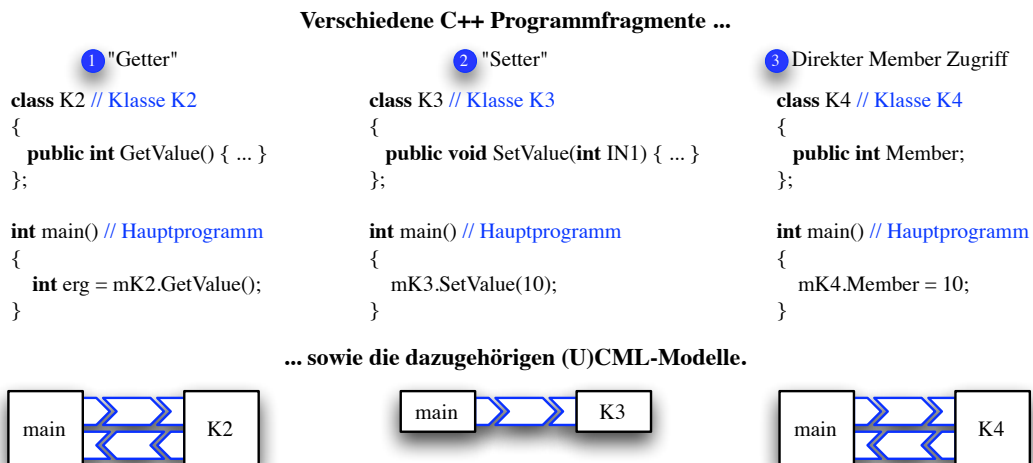 Verschiedene C++ Programmfragmente ...
1 "Getter"
class K2 // Klasse K2
{
public int GetValue() { ... }
};
int main() // Hauptprogramm
{
int erg = mK2.GetValue();
}
2 "Setter"
class K3 // Klasse K3
{
public void SetValue(int IN1) { ... }
};
int main() // Hauptprogramm
{
mK3.SetValue(10);
}
3 Direkter Member Zugriff
class K4 // Klasse K4
{
public int Member;
};
int main() // Hauptprogramm
{
mK4.Member = 10;
}
... sowie die dazugehörigen (U)CML-Modelle.
main K2
main K3
main K4